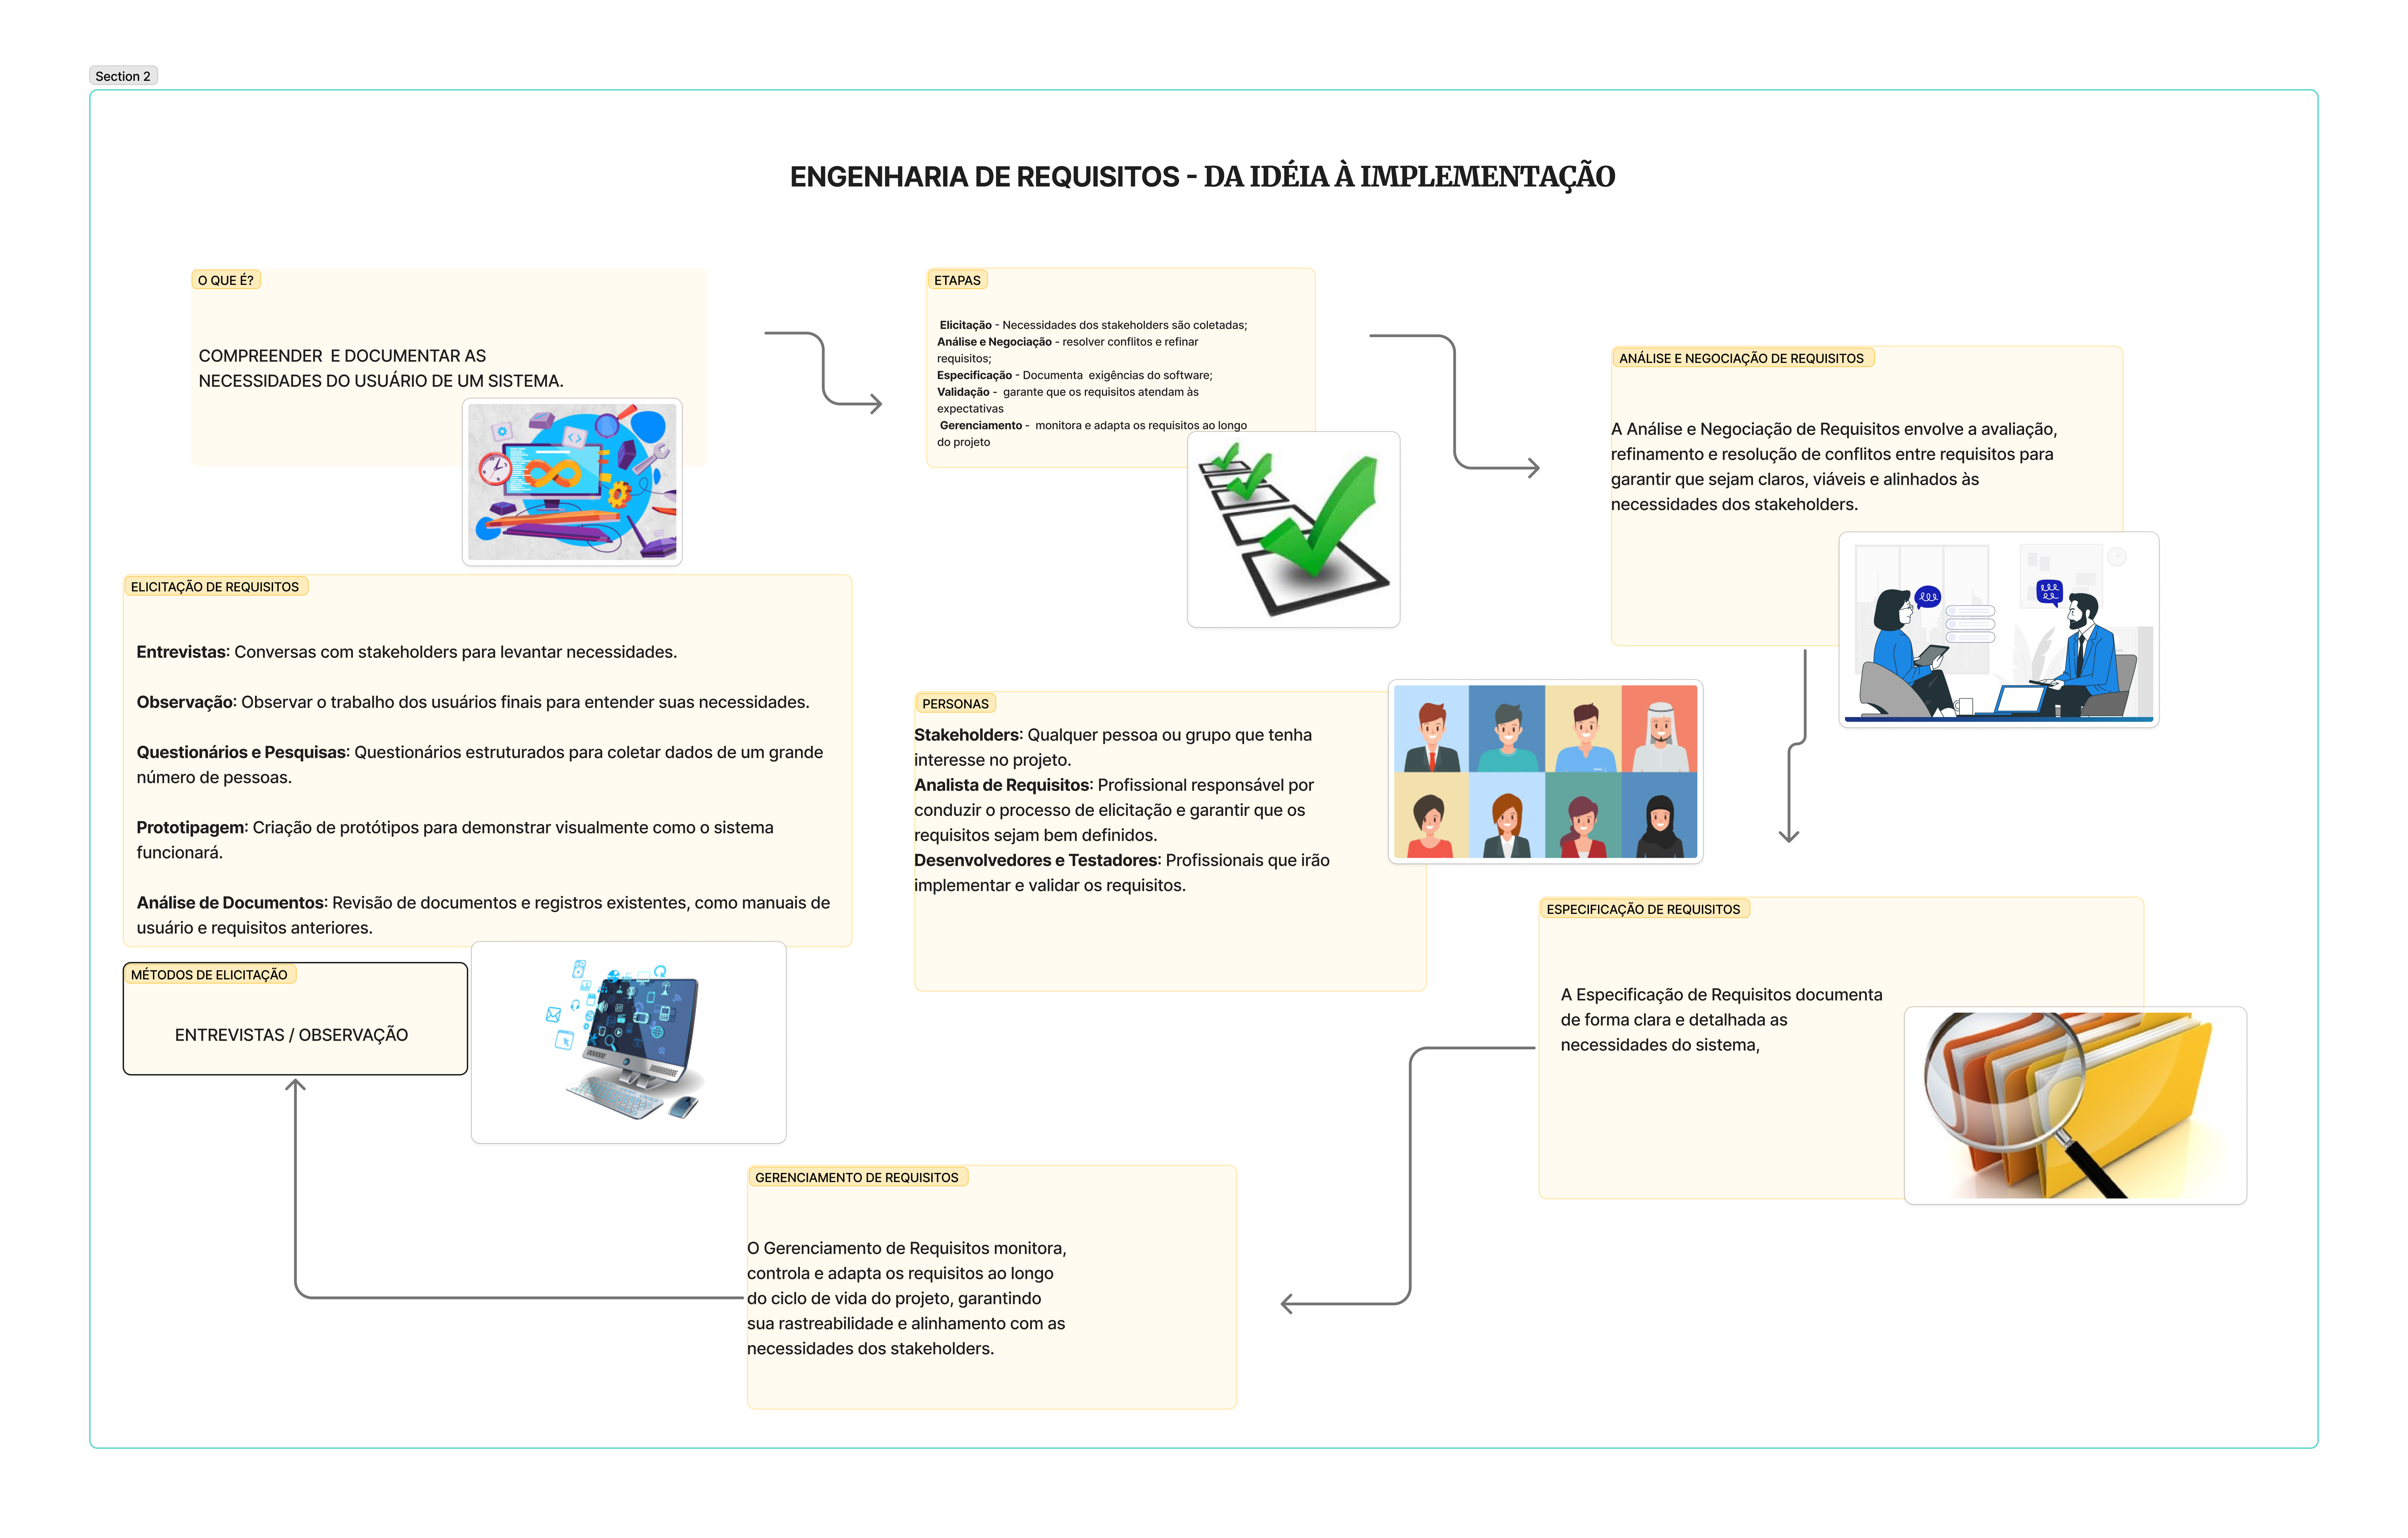 Section 2
ENGENHARIA DE REQUISITOS - DA IDÉIA À IMPLEMENTAÇÃO
O QUE É?
COMPREENDER E DOCUMENTAR AS
NECESSIDADES DO USUÁRIO DE UM SISTEMA.
ETAPAS
Elicitação - Necessidades dos stakeholders são coletadas;
Análise e Negociação - resolver conflitos e refinar
requisitos;
Especificação - Documenta exigências do software;
Validação - garante que os requisitos atendam às
expectativas
Gerenciamento - monitora e adapta os requisitos ao longo
do projeto
ANÁLISE E NEGOCIAÇÃO DE REQUISITOS
A Análise e Negociação de Requisitos envolve a avaliação,
refinamento e resolução de conflitos entre requisitos para
garantir que sejam claros, viáveis e alinhados às
necessidades dos stakeholders.
ELICITAÇÃO DE REQUISITOS
Entrevistas: Conversas com stakeholders para levantar necessidades.
Observação: Observar o trabalho dos usuários finais para entender suas necessidades.
Questionários e Pesquisas: Questionários estruturados para coletar dados de um grande
número de pessoas.
Prototipagem: Criação de protótipos para demonstrar visualmente como o sistema
funcionará.
Análise de Documentos: Revisão de documentos e registros existentes, como manuais de
usuário e requisitos anteriores.
PERSONAS
Stakeholders: Qualquer pessoa ou grupo que tenha
interesse no projeto.
Analista de Requisitos: Profissional responsável por
conduzir o processo de elicitação e garantir que os
requisitos sejam bem definidos.
Desenvolvedores e Testadores: Profissionais que irão
implementar e validar os requisitos.
ESPECIFICAÇÃO DE REQUISITOS
A Especificação de Requisitos documenta
de forma clara e detalhada as
necessidades do sistema,
MÉTODOS DE ELICITAÇÃO
ENTREVISTAS / OBSERVAÇÃO
GERENCIAMENTO DE REQUISITOS
O Gerenciamento de Requisitos monitora,
controla e adapta os requisitos ao longo
do ciclo de vida do projeto, garantindo
sua rastreabilidade e alinhamento com as
necessidades dos stakeholders.